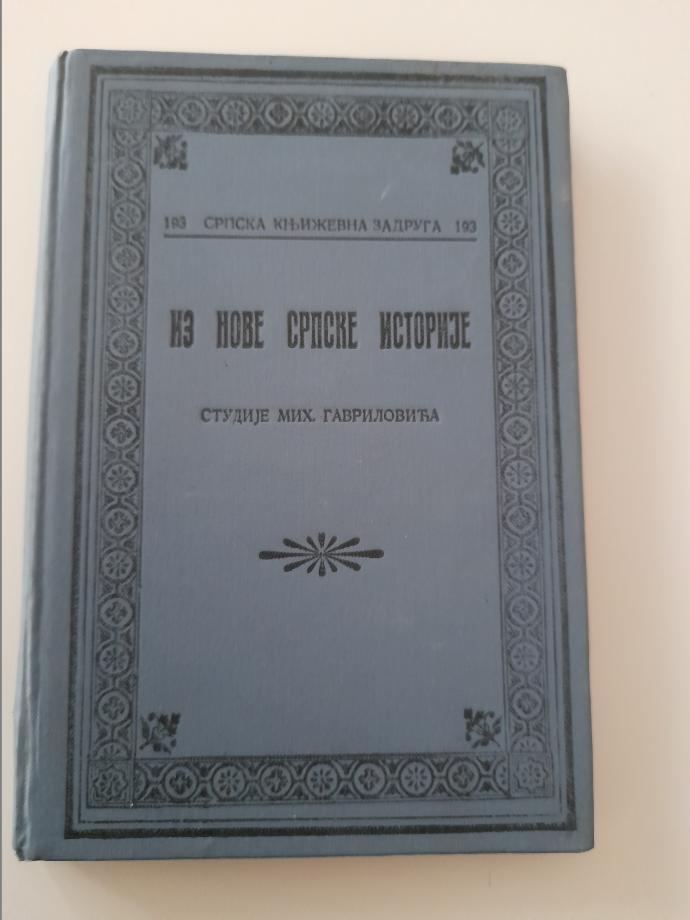 193 СРПСКА КЊИЖЕВНА ЗАДРУГА 193
ИЗ НОВЕ СРПСКЕ ИСТОРИЈЕ
СТУДИЈЕ МИХ. ГАВРИЛОВИЋА